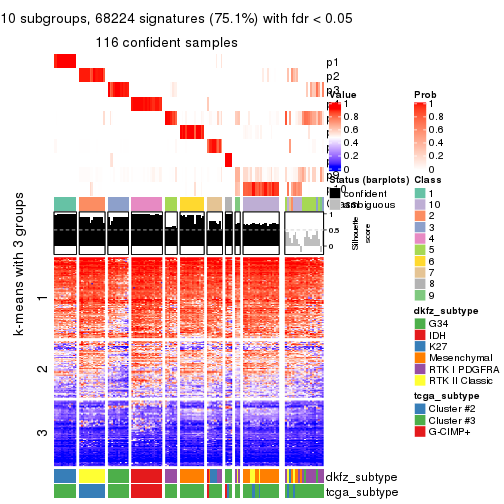 10 subgroups, 68224 signatures (75.1%) with fdr < 0.05
116 confident samples
p1
p2
p3
Value
1
0.8
0.6
0.4
0.2
0
Prob
1
0.8
0.6
0.4
0.2
0
Status (barplots)
confident
ambiguous
Class
1
10
2
3
4
5
6
7
8
9
1
0.5
0
Silhouette
score
k-means with 3 groups
1
2
3
dkfz_subtype
G34
IDH
K27
Mesenchymal
RTK I PDGFRA
RTK II Classic
tcga_subtype
Cluster #2
Cluster #3
G-CIMP+
dkfz_subtype
tcga_subtype